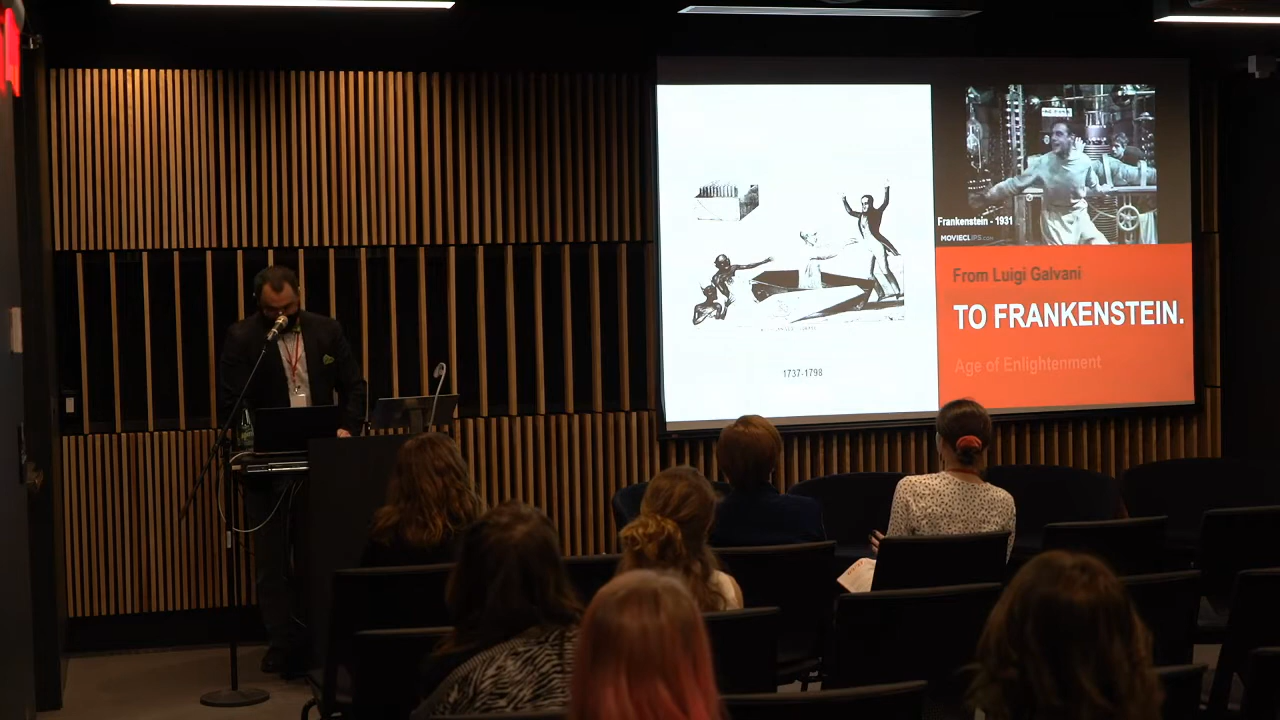 1737-1798
Frankenstein - 1931
MOVIECLIPS.COM
From Luigi Galvani
TO FRANKENSTEIN.
Age of Enlightenment